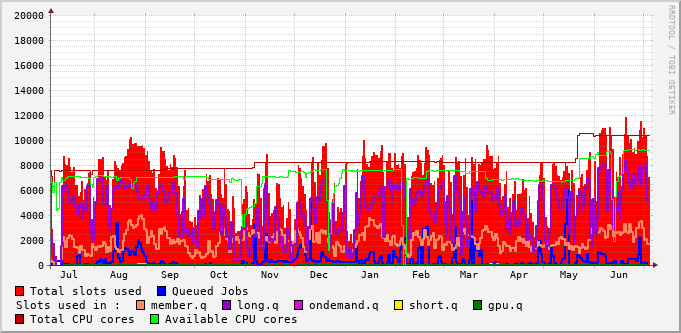 20000
18000
16000
14000
12000
10000
8000
6000
4000
2000
0
Jul Aug Sep Oct Nov Dec Jan Feb Mar Apr May Jun
RRDTOOL / TOBI OETIKER
Total slots used Queued Jobs
Slots used in : member.q long.q ondemand.q short.q gpu.q
Total CPU cores Available CPU cores